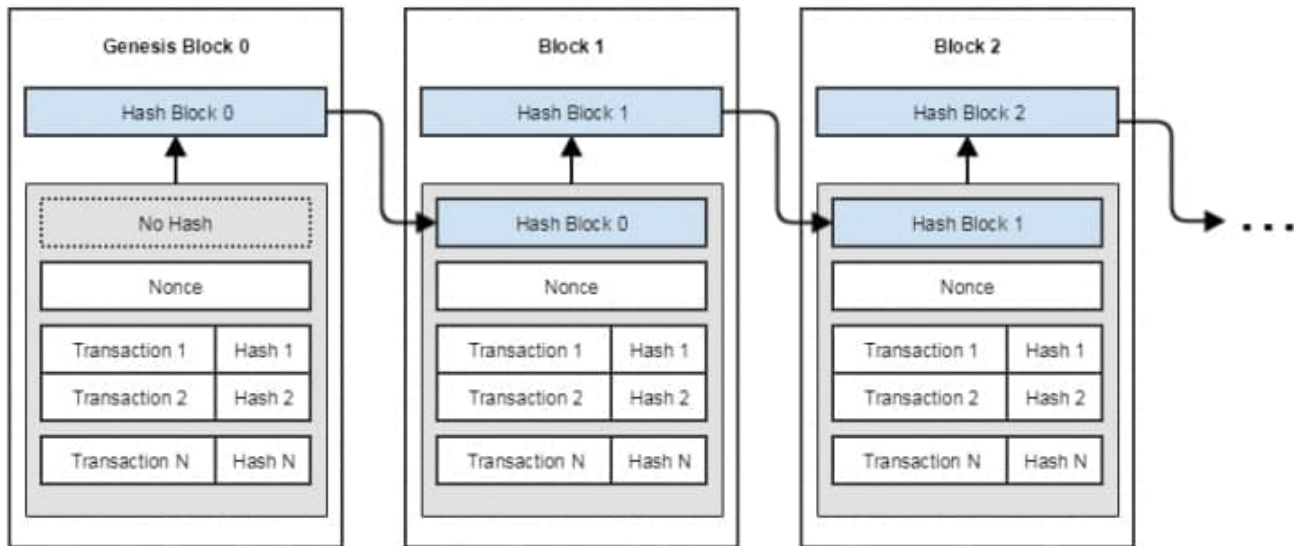 Genesis Block 0
Hash Block 0
No Hash
Nonce
Transaction 1 Hash 1
Transaction 2 Hash 2
Transaction N Hash N
Block 1
Hash Block 1
Hash Block 0
Nonce
Transaction 1 Hash 1
Transaction 2 Hash 2
Transaction N Hash N
Block 2
Hash Block 2
Hash Block 1
Nonce
Transaction 1 Hash 1
Transaction 2 Hash 2
Transaction N Hash N
...